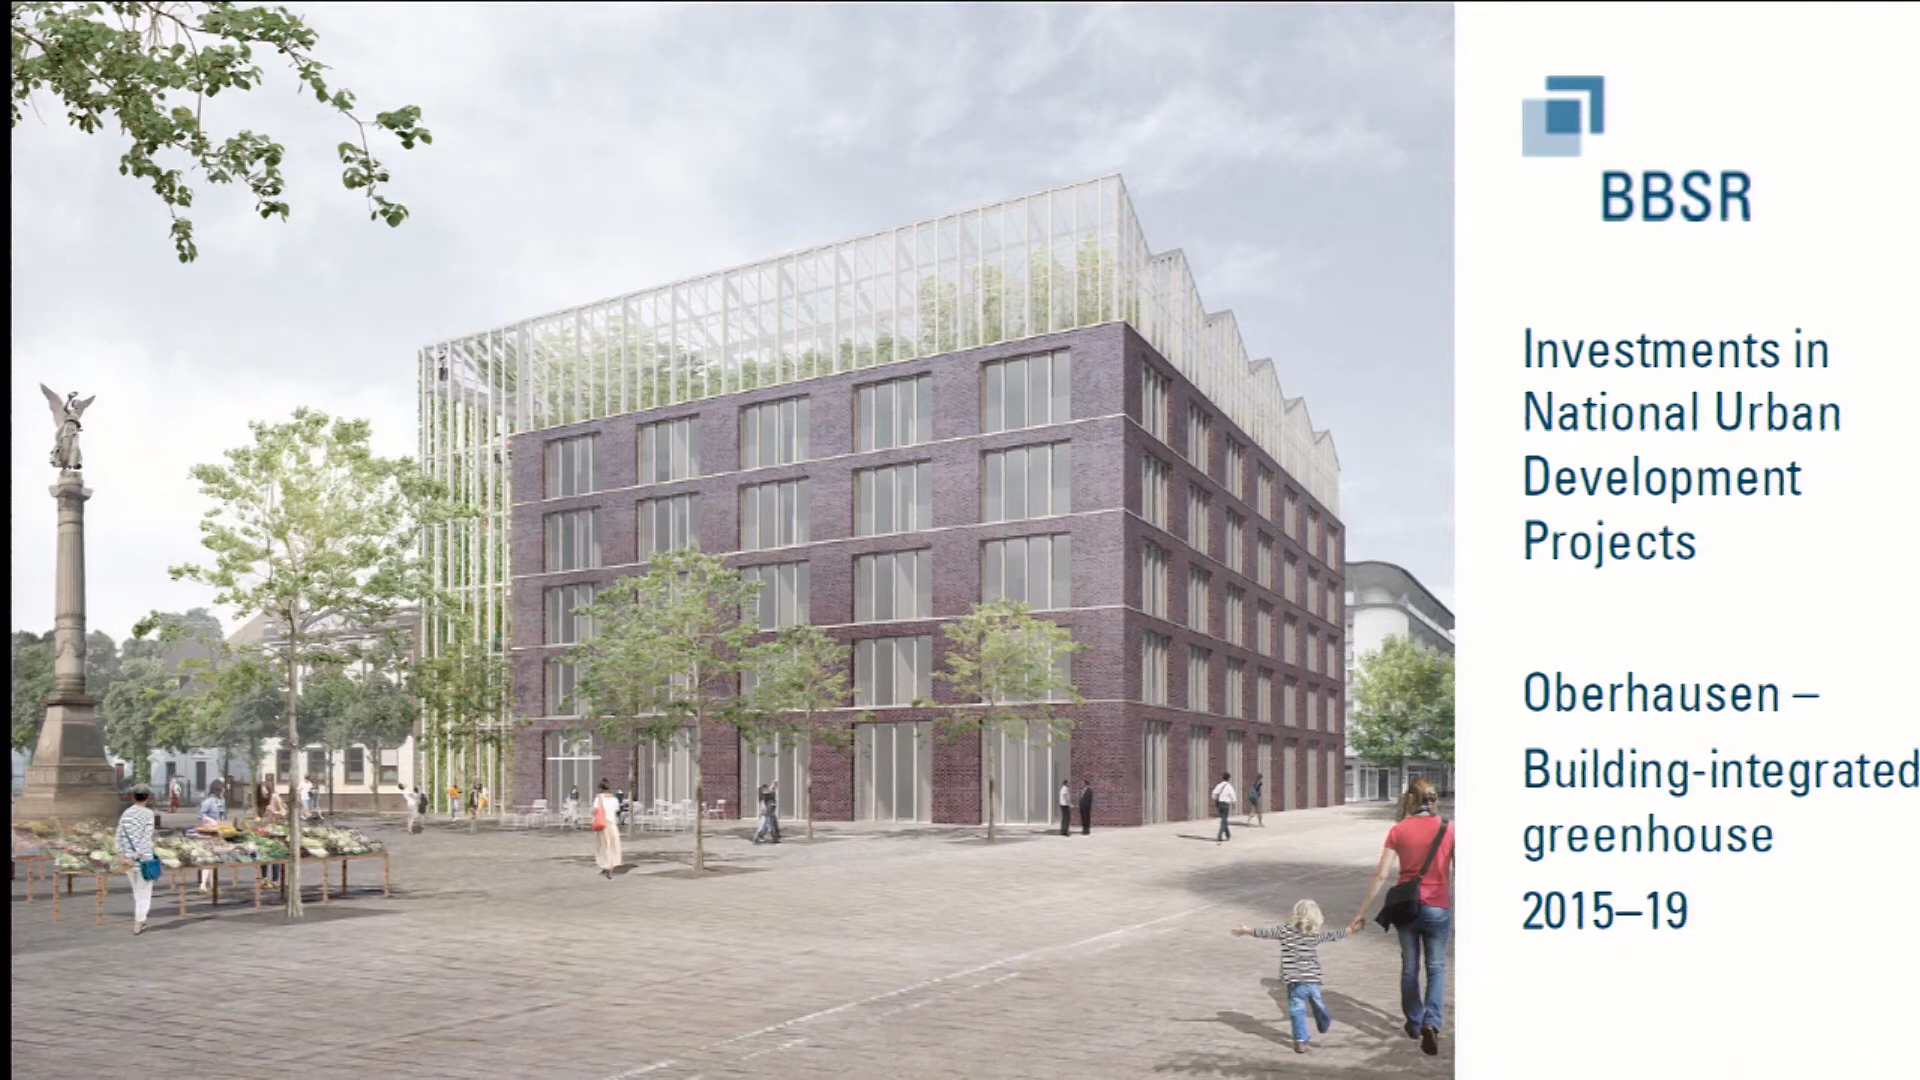 BBSR
Investments in
National Urban
Development
Projects
Oberhausen –
Building-integrated
greenhouse
2015–19